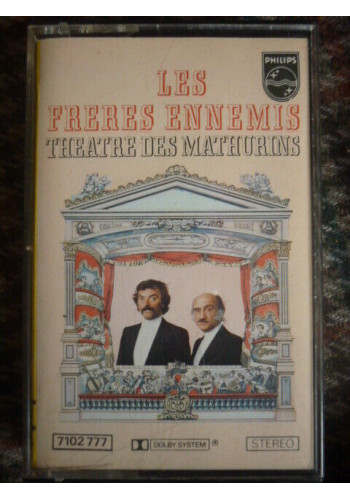 PHILIPS
LES
FRERES ENNEMIS
THEATRE DES MATHURINS
7102 777
DOLBY SYSTEM ®
STEREO